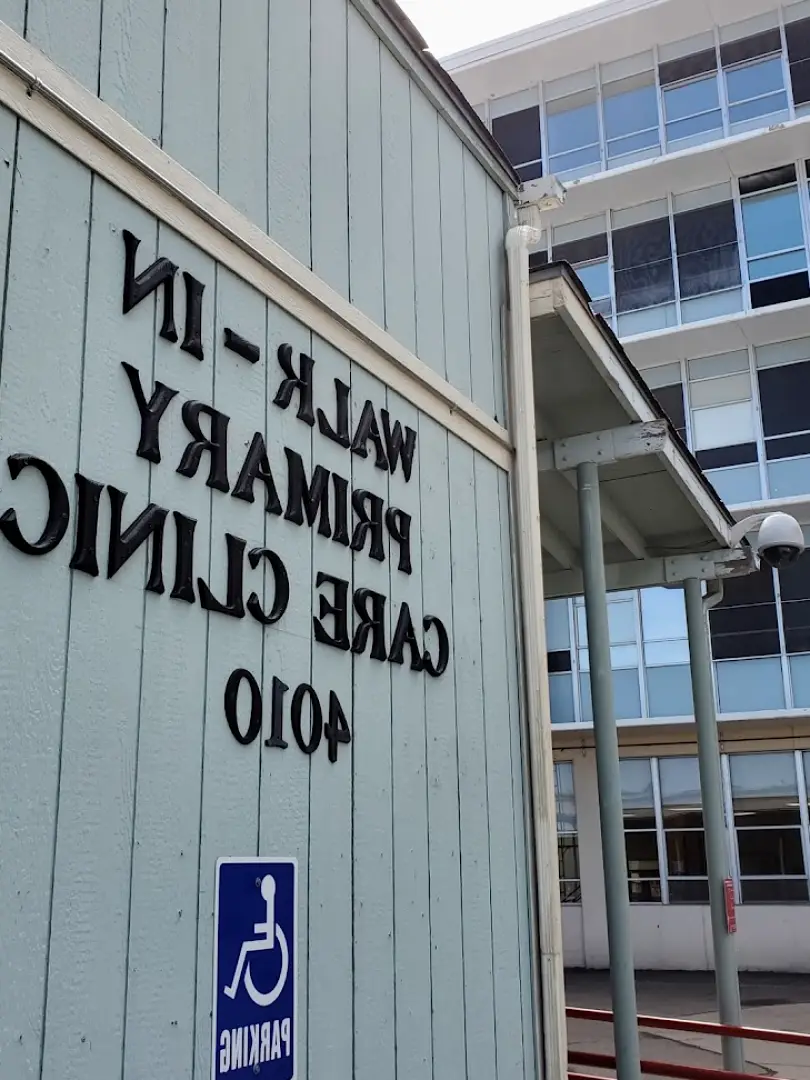 WALK-IN
PRIMARY
CARE CLINIC
4010
PARKING